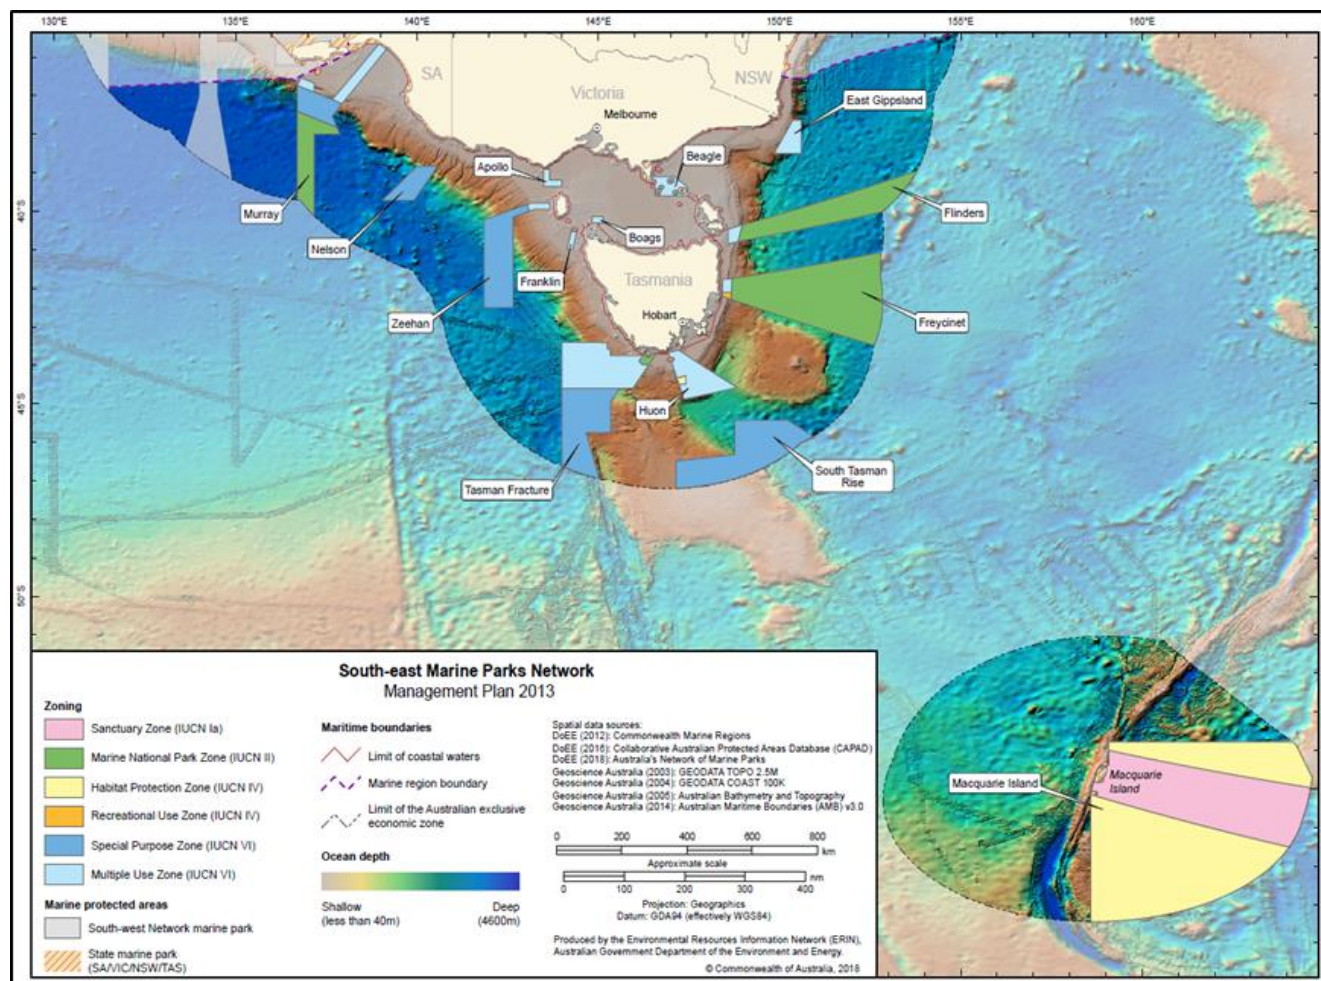 130°E 135°E 140°E 145°E 150°E 155°E 160°E
SA
Victoria
NSW
Melbourne
East Gippsland
Apollo
Beagle
40°S
Murray
Flinders
Nelson
Boags
Franklin
Tasmania
Zeehan
Hobart
Freycinet
45°S
Huon
Tasman Fracture
South Tasman
Rise
50°S
Macquarie Island
Macquarie
Island
South-east Marine Parks Network
Management Plan 2013
Zoning
Sanctuary Zone (IUCN Ia)
Marine National Park Zone (IUCN II)
Habitat Protection Zone (IUCN IV)
Recreational Use Zone (IUCN IV)
Special Purpose Zone (IUCN VI)
Multiple Use Zone (IUCN VI)
Marine protected areas
South-west Network marine park
State marine park
(SA/VIC/NSW/TAS)
Maritime boundaries
Limit of coastal waters
Marine region boundary
Limit of the Australian exclusive
economic zone
Ocean depth
Shallow
(less than 40m)
Deep
(4600m)
Spatial data sources:
DoEE (2012): Commonwealth Marine Regions
DoEE (2016): Collaborative Australian Protected Areas Database (CAPAD)
DoEE (2018): Australia's Network of Marine Parks
Geoscience Australia (2003): GEODATA TOPO 2.5M
Geoscience Australia (2004): GEODATA COAST 100K
Geoscience Australia (2005): Australian Bathymetry and Topography
Geoscience Australia (2014): Australian Maritime Boundaries (AMB) v3.0
0 200 400 600 800
km
Approximate scale
nm
0 100 200 300 400
Projection: Geographics
Datum: GDA94 (effectively WGS84)
Produced by the Environmental Resources Information Network (ERIN),
Australian Government Department of the Environment and Energy.
© Commonwealth of Australia, 2018